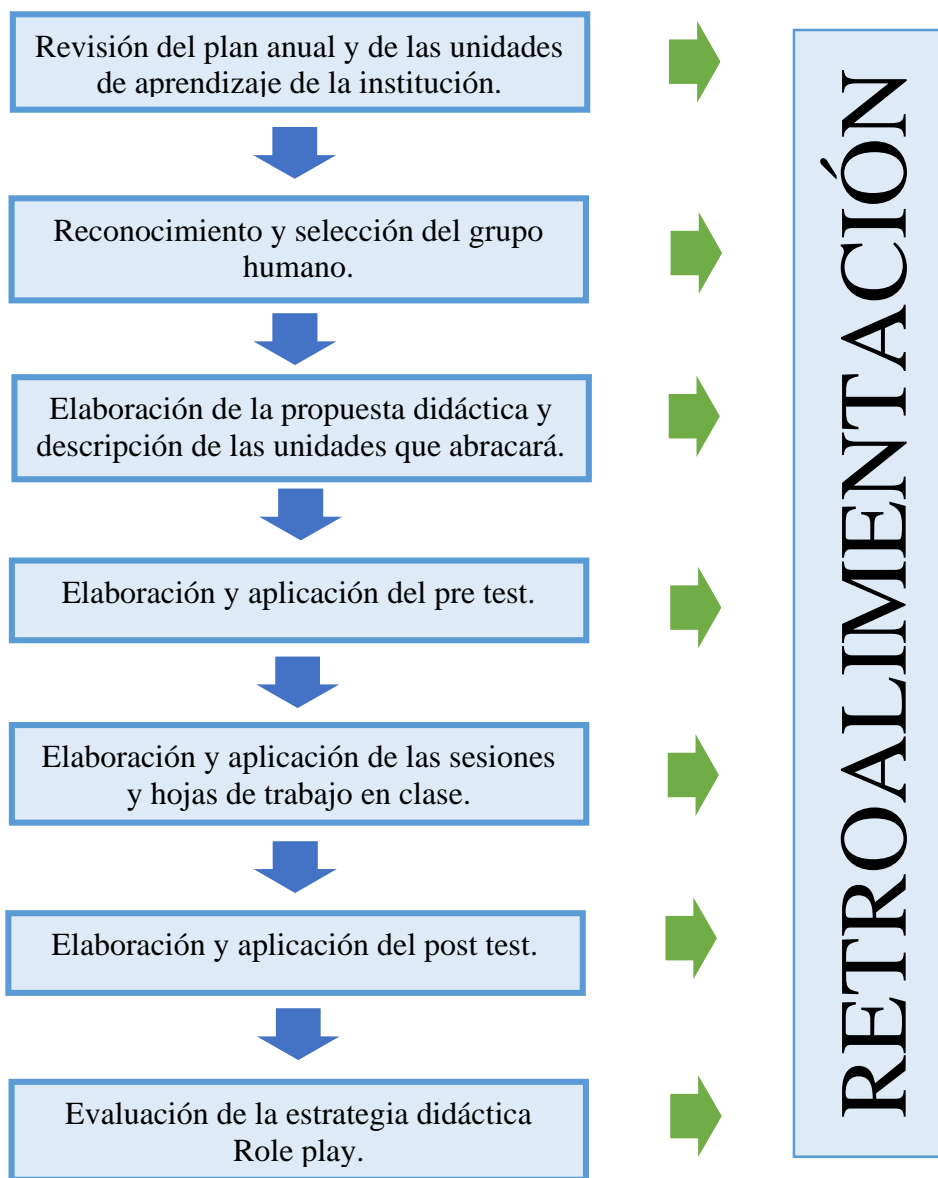 Revisión del plan anual y de las unidades
de aprendizaje de la institución.
Reconocimiento y selección del grupo
humano.
Elaboración de la propuesta didáctica y
descripción de las unidades que abracará.
Elaboración y aplicación del pre test.
Elaboración y aplicación de las sesiones
y hojas de trabajo en clase.
Elaboración y aplicación del post test.
Evaluación de la estrategia didáctica
Role play.
RETROALIMENTACIÓN